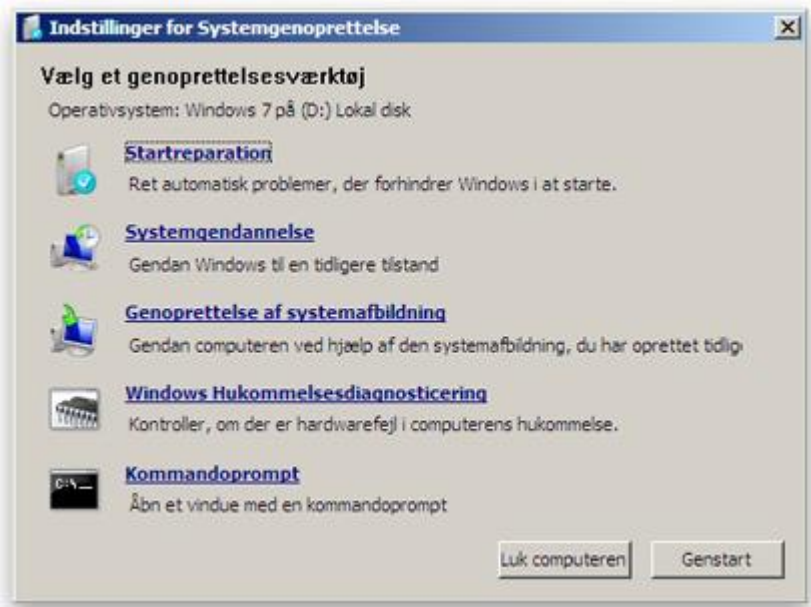 Indstillinger for Systemgenoprettelse
Vælg et genoprettelsesværktøj
Operativsystem: Windows 7 på (D:) Lokal disk
Startreparation
Ret automatisk problemer, der forhindrer Windows i at starte.
Systemgendannelse
Gendan Windows til en tidligere tilstand
Genoprettelse af systemafbildning
Gendan computeren ved hjælp af den systemafbildning, du har oprettet tidlig
Windows Hukommelsesdiagnosticering
Kontroller, om der er hardwarefejl i computerens hukommelse.
C:\_
Kommandoprompt
Åbn et vindue med en kommandoprompt
Luk computeren
Genstart